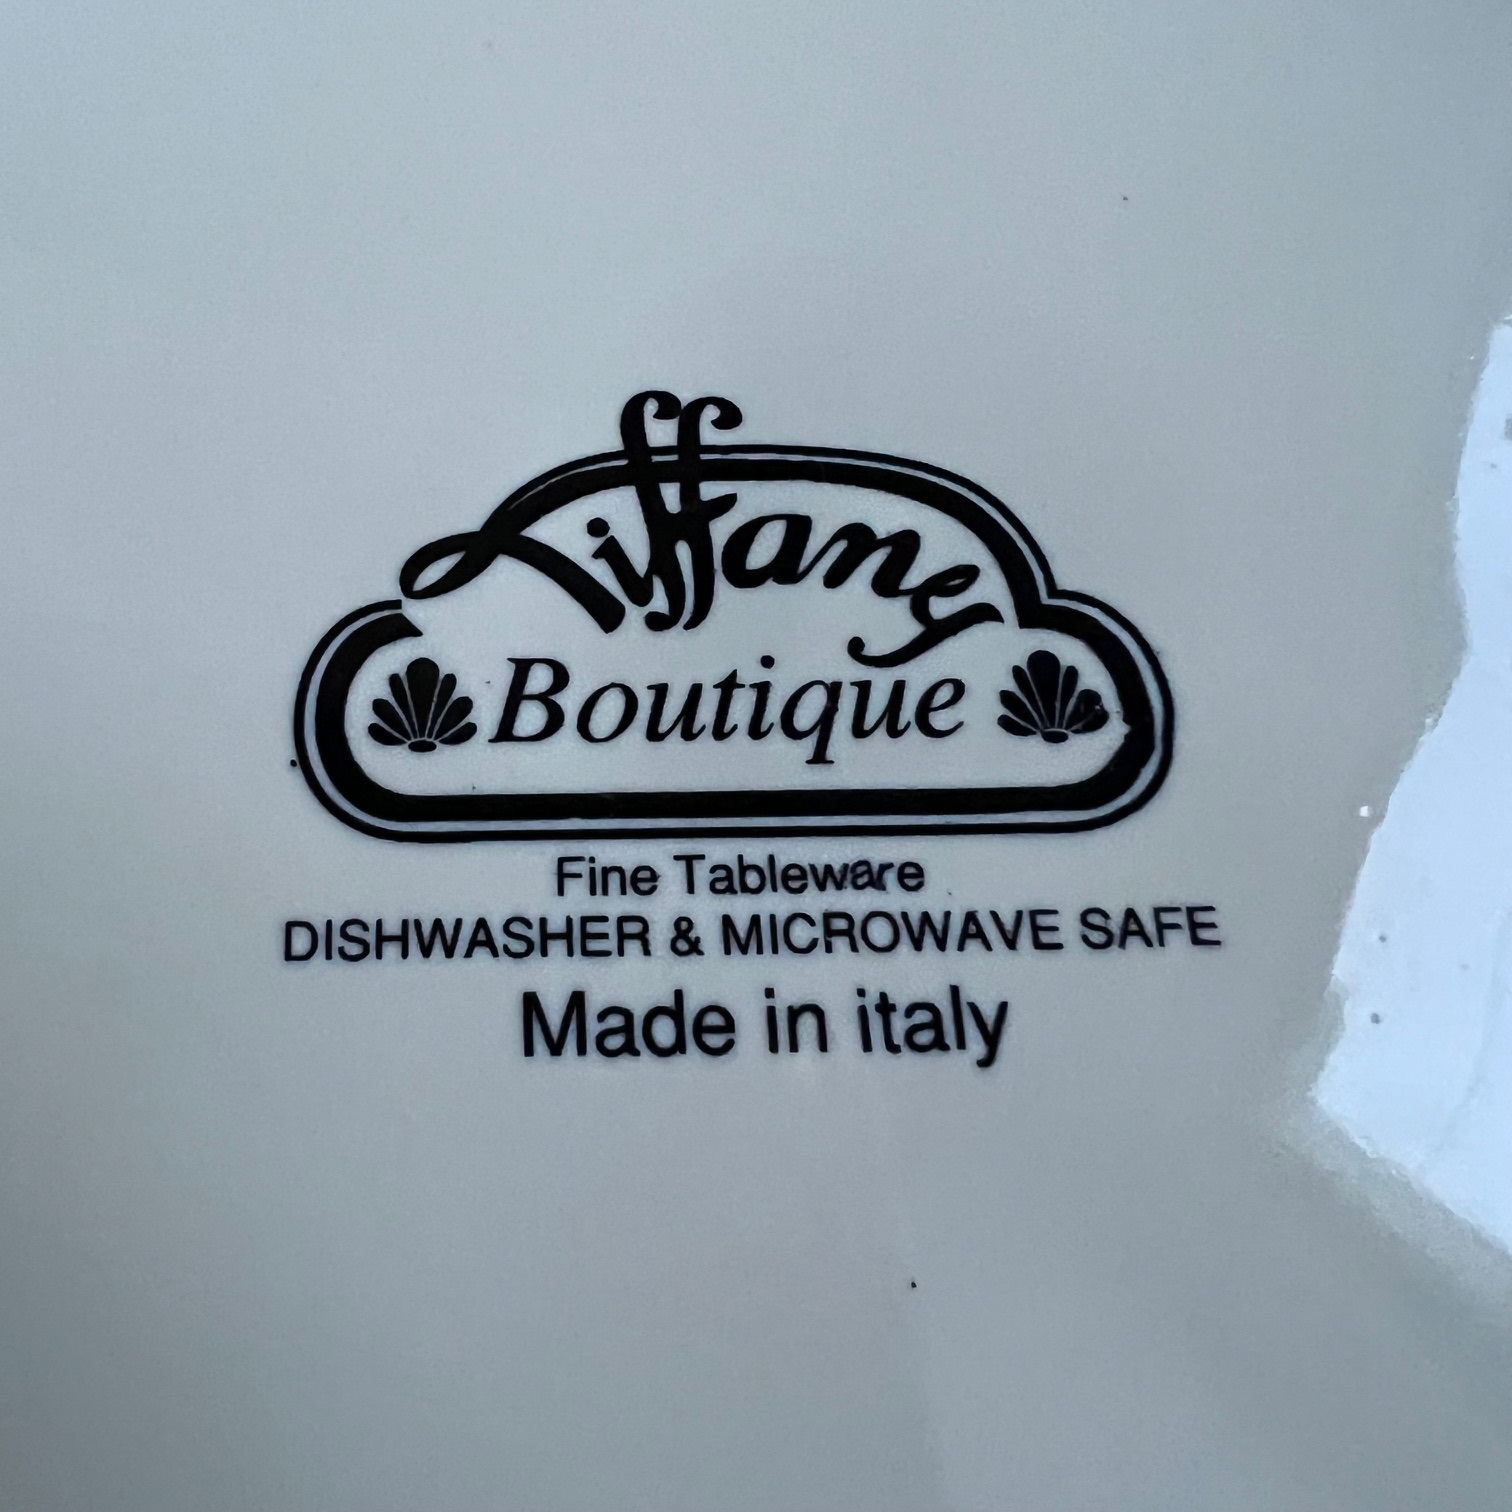 Tiffany
Boutique
Fine Tableware
DISHWASHER & MICROWAVE SAFE
Made in italy